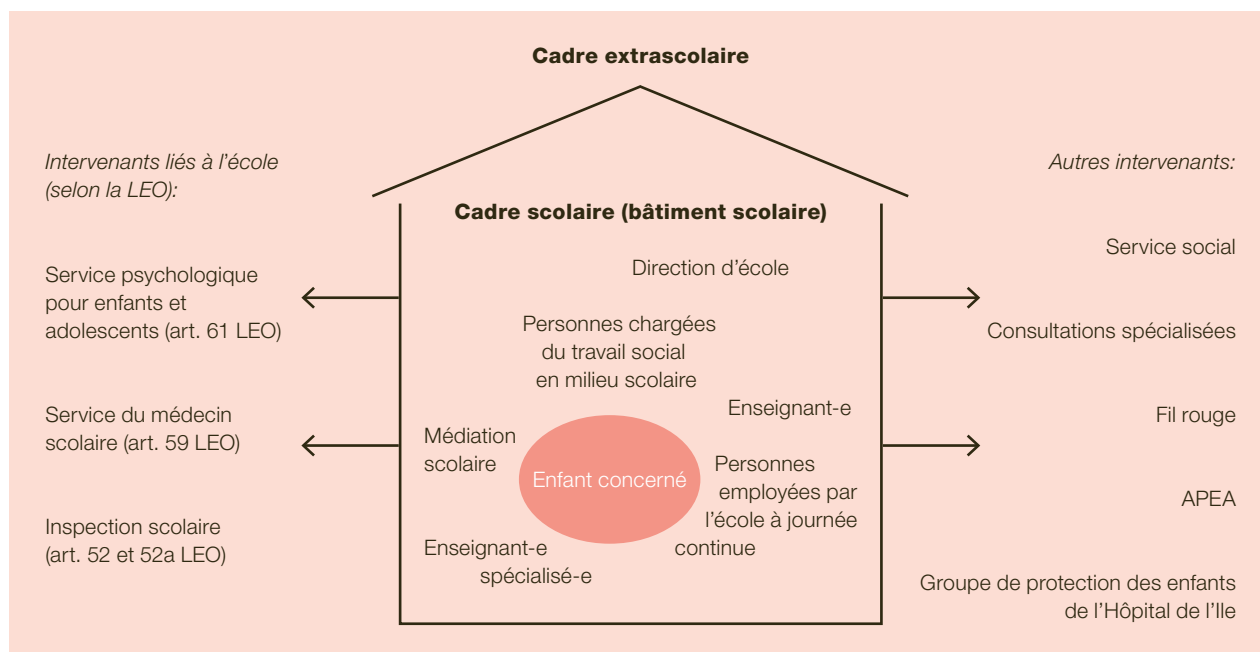 Cadre extrascolaire
Intervenants liés à l'école
(selon la LEO):
Service psychologique
pour enfants et
adolescents (art. 61 LEO)
Service du médecin
scolaire (art. 59 LEO)
Inspection scolaire
(art. 52 et 52a LEO)
Cadre scolaire (bâtiment scolaire)
Direction d'école
Personnes chargées
du travail social
en milieu scolaire
Enseignant-e
Médiation
scolaire
Enfant concerné
Personnes
employées par
l'école à journée
continue
Enseignant-e
spécialisé-e
Autres intervenants:
Service social
Consultations spécialisées
Fil rouge
APEA
Groupe de protection des enfants
de l'Hôpital de l'Ile